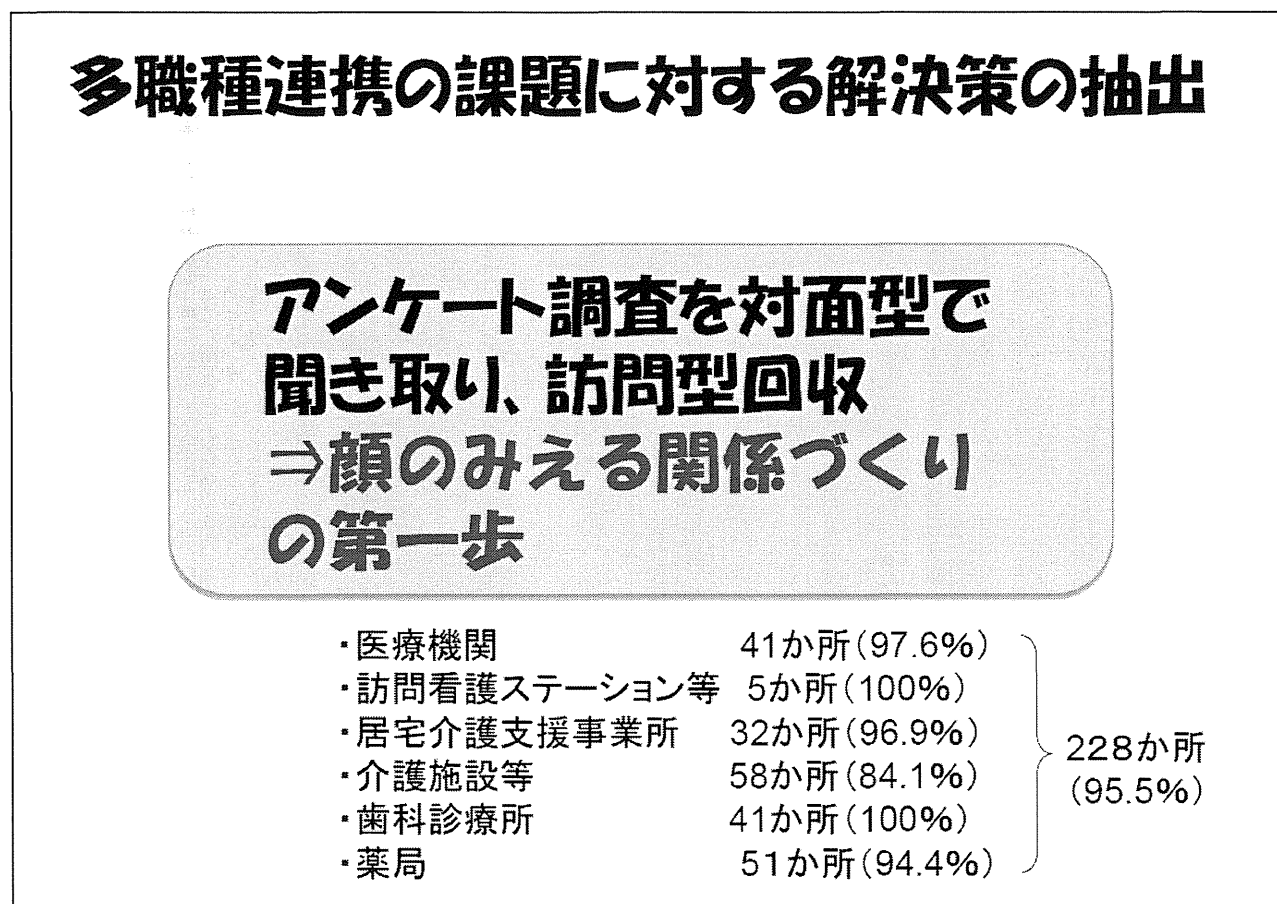 多職種連携の課題に対する解決策の抽出
アンケート調査を対面型で
聞き取り、訪問型回収
⇒顔のみえる関係づくり
の第一歩
・医療機関 41か所(97.6%)
・訪問看護ステーション等 5か所(100%)
・居宅介護支援事業所 32か所(96.9%)
・介護施設等 58か所(84.1%)
・歯科診療所 41か所(100%)
・薬局 51か所(94.4%)
228か所
(95.5%)